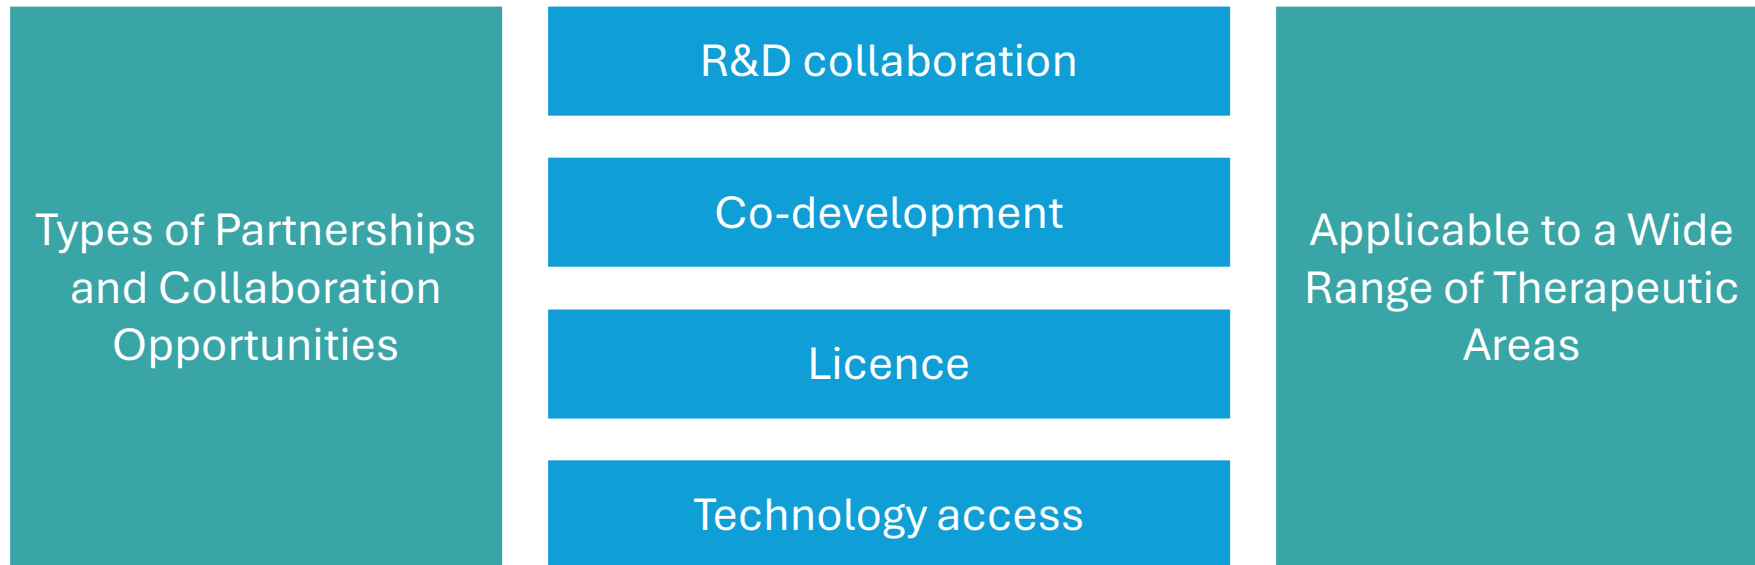 Types of Partnerships
and Collaboration
Opportunities
R&D collaboration
Co-development
Licence
Technology access
Applicable to a Wide
Range of Therapeutic
Areas